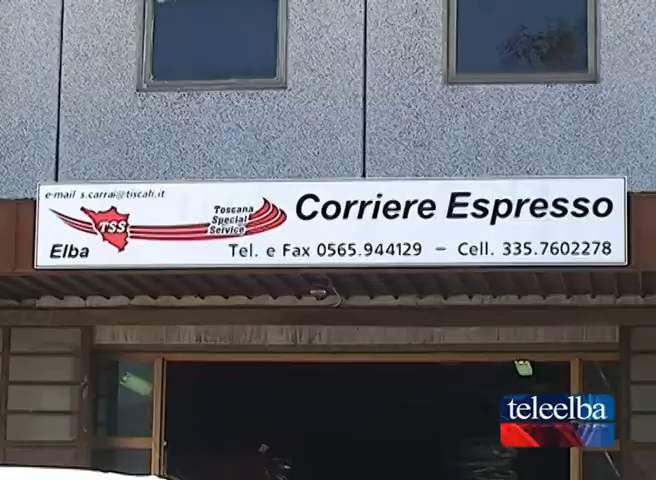 e-mail s.carrai@tiscali.it
TSS
Toscana
Special
Service
Corriere Espresso
Elba
Tel. e Fax 0565.944129 - Cell. 335.7602278
teleelba